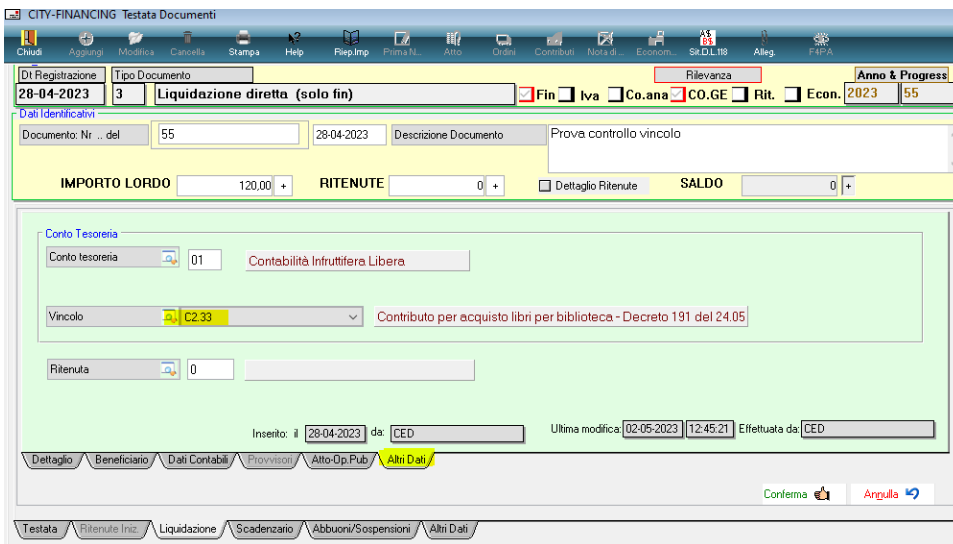 CITY-FINANCING Testata Documenti
Chiudi Aggiungi Modifica Cancella Stampa Help Riep.Imp Prima N... Atto Ordini Contributi Nota di... Econom... Sit.D.L.118 Alleg. F4PA
Dt Registrazione Tipo Documento Rilevanza Anno & Progress
28-04-2023 3 Liquidazione diretta (solo fin) Fin Iva Co.ana CO.GE Rit. Econ. 2023 55
Dati Identificativi
Documento: Nr .. del 55 28-04-2023 Descrizione Documento Prova controllo vincolo
IMPORTO LORDO 120,00 + RITENUTE 0 + Dettaglio Ritenute SALDO 0 +
Conto Tesoreria
Conto tesoreria 01 Contabilità Infruttifera Libera
Vincolo C2.33 Contributo per acquisto libri per biblioteca - Decreto 191 del 24.05
Ritenuta 0
Inserito: il 28-04-2023 da: CED Ultima modifica: 02-05-2023 12:45:21 Effettuata da: CED
Dettaglio Beneficiario Dati Contabili Provvisori Atto-Op.Pub Altri Dati
Conferma Annulla
Testata Ritenute Iniz. Liquidazione Scadenzario Abbuoni/Sospensioni Altri Dati